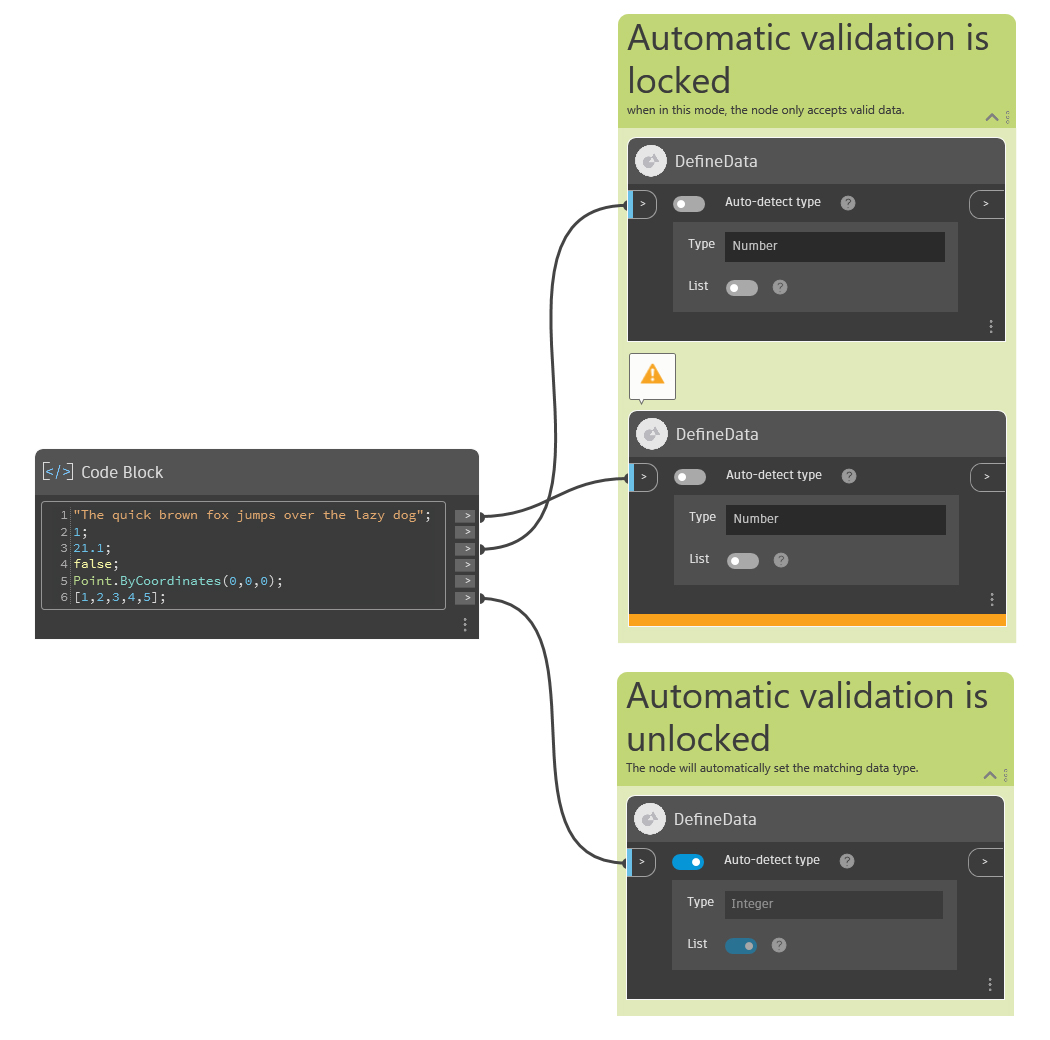 Automatic validation is
locked
when in this mode, the node only accepts valid data.
DefineData
>
Auto-detect type ?
>
Type Number
List ?
DefineData
>
Auto-detect type ?
>
Type Number
List ?
</> Code Block
1 "The quick brown fox jumps over the lazy dog"; >
2 1; >
3 21.1; >
4 false; >
5 Point.ByCoordinates(0,0,0); >
6 [1,2,3,4,5]; >
Automatic validation is
unlocked
The node will automatically set the matching data type.
DefineData
>
Auto-detect type ?
>
Type Integer
List ?